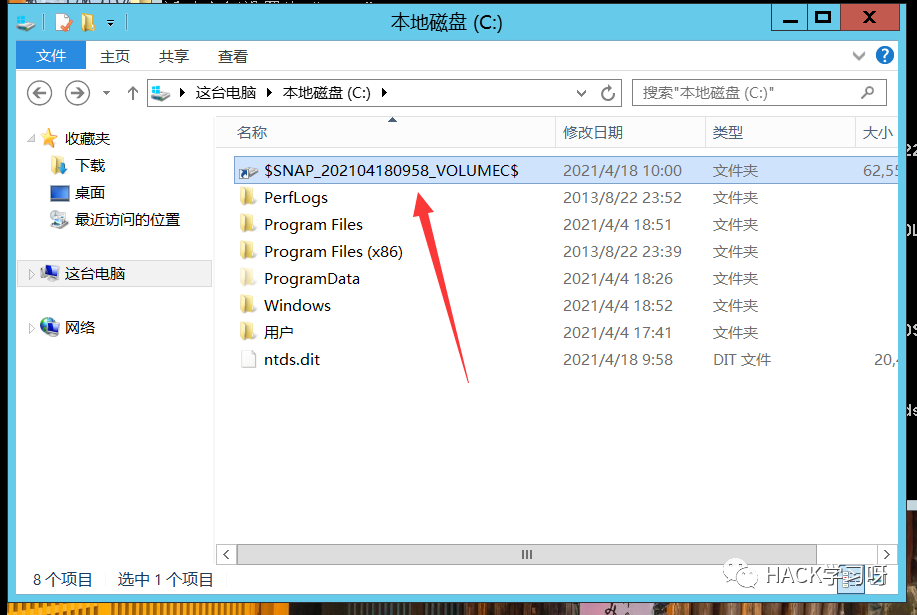 本地磁盘 (C:)
文件 主页 共享 查看
这台电脑 本地磁盘 (C:) 搜索"本地磁盘 (C:)"
名称 修改日期 类型 大小
收藏夹
下载
桌面
最近访问的位置
这台电脑
网络
$SNAP_202104180958_VOLUMEC$ 2021/4/18 10:00 文件夹 62,55
PerfLogs 2013/8/22 23:52 文件夹
Program Files 2021/4/4 18:51 文件夹
Program Files (x86) 2013/8/22 23:39 文件夹
ProgramData 2021/4/4 18:26 文件夹
Windows 2021/4/4 18:52 文件夹
用户 2021/4/4 17:41 文件夹
ntds.dit 2021/4/18 9:58 DIT 文件 20,
8 个项目 选中 1 个项目
HACK学习呀